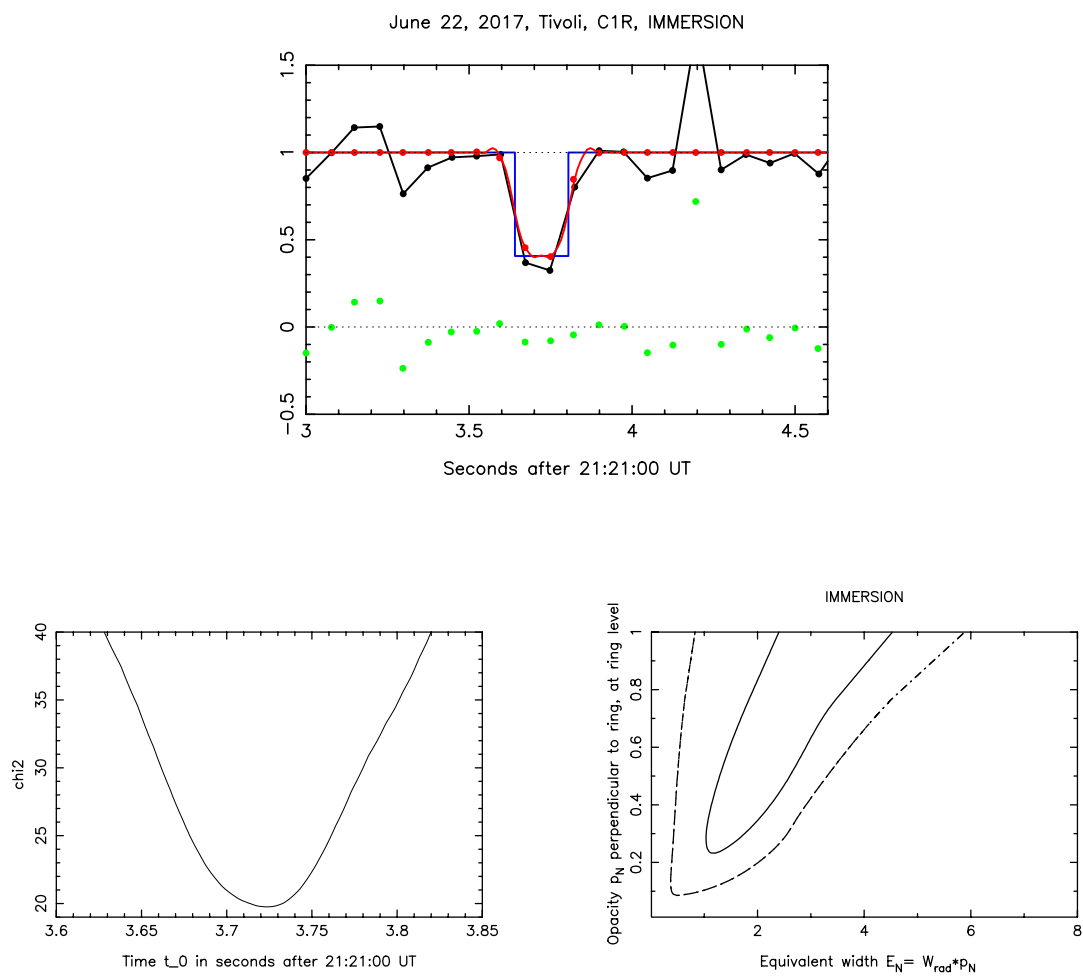 June 22, 2017, Tivoli, C1R, IMMERSION
1.5
1
0.5
0
−0.5
3 3.5 4 4.5
Seconds after 21:21:00 UT
40
35
30
25
20
chi2
3.6 3.65 3.7 3.75 3.8 3.85
Time t_0 in seconds after 21:21:00 UT
IMMERSION
Opacity p_N perpendicular to ring, at ring level
1
0.8
0.6
0.4
0.2
2 4 6 8
Equivalent width E_N= W_rad*p_N